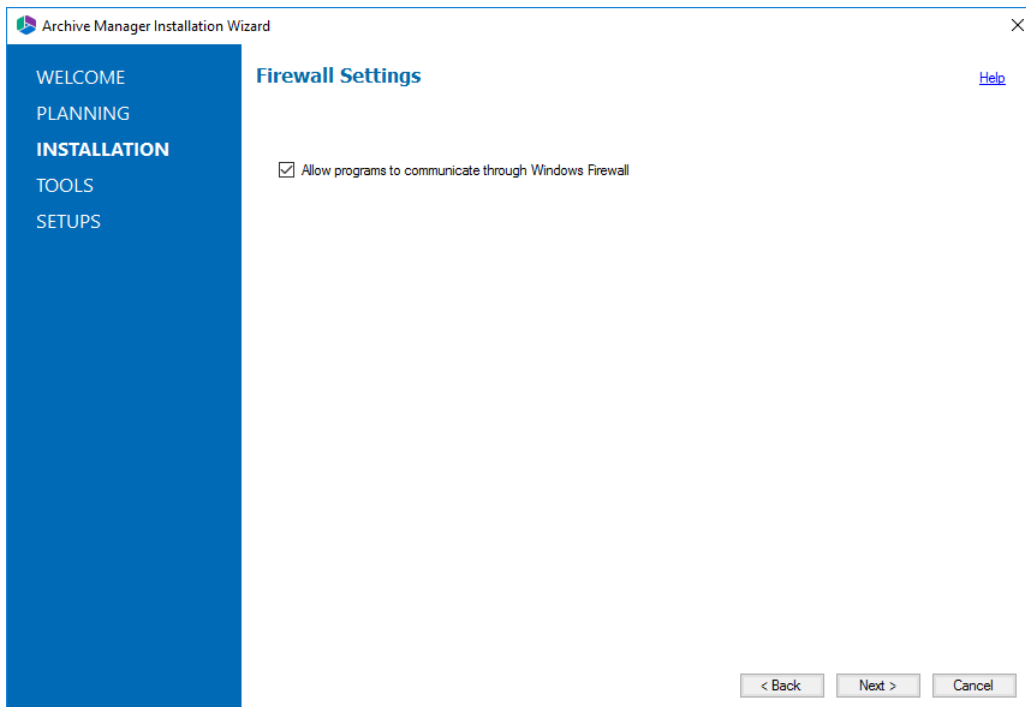 Archive Manager Installation Wizard
WELCOME
PLANNING
INSTALLATION
TOOLS
SETUPS
Firewall Settings
Help
Allow programs to communicate through Windows Firewall
< Back
Next >
Cancel